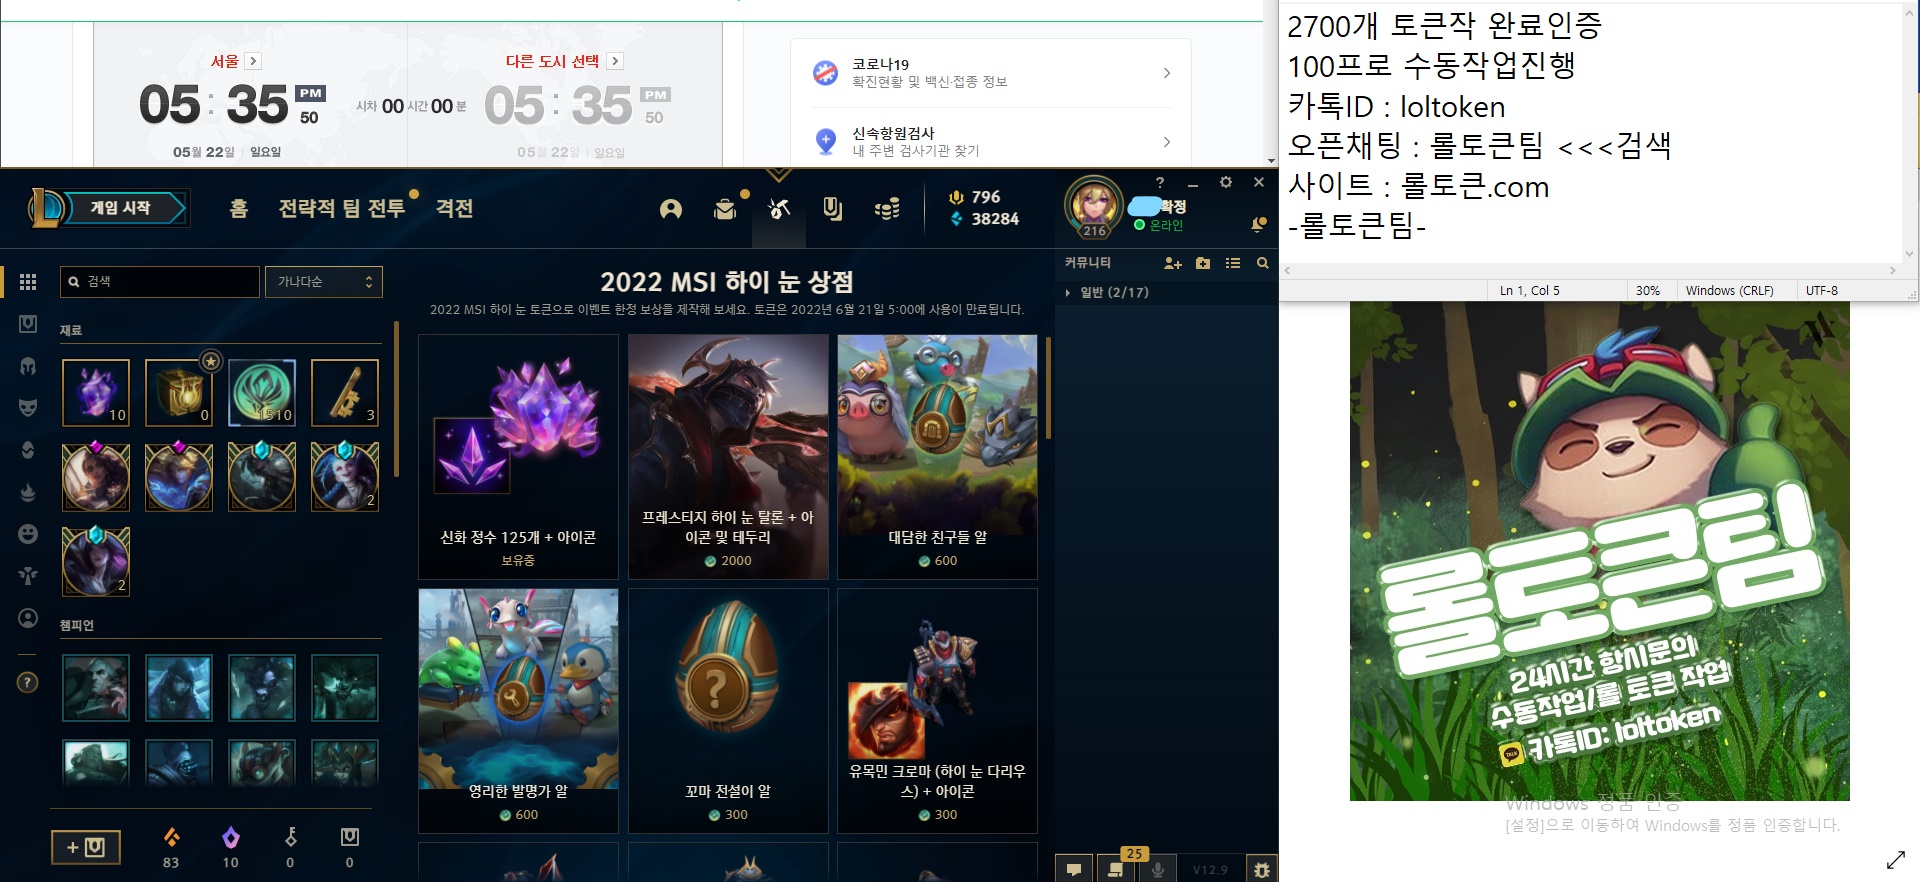 서울
05 : 35 PM 50
05월 22일 일요일
시차 00 시간 00 분
다른 도시 선택
05 : 35 PM 50
05월 22일 일요일
코로나19
확진현황 및 백신·접종 정보
신속항원검사
내 주변 검사기관 찾기
2700개 토큰작 완료인증
100프로 수동작업진행
카톡ID : loltoken
오픈채팅 : 롤토큰팀 <<<검색
사이트 : 롤토큰.com
-롤토큰팀-
Ln 1, Col 5
30%
Windows (CRLF)
UTF-8
게임 시작
홈
전략적 팀 전투
격전
796
38284
216
확정
온라인
커뮤니티
일반 (2/17)
검색
가나다순
재료
10
0
1510
3
2
2
챔피언
83
10
0
0
2022 MSI 하이 눈 상점
2022 MSI 하이 눈 토큰으로 이벤트 한정 보상을 제작해 보세요. 토큰은 2022년 6월 21일 5:00에 사용이 만료됩니다.
신화 정수 125개 + 아이콘
보유중
프레스티지 하이 눈 탈론 + 아
이콘 및 테두리
2000
대담한 친구들 알
600
영리한 발명가 알
600
꼬마 전설이 알
300
유목민 크로마 (하이 눈 다리우
스) + 아이콘
300
25
V12.9
롤토큰팀
24시간 항시문의
수동작업/롤 토큰 작업
TALK 카톡ID: loltoken
Windows 정품 인증
[설정]으로 이동하여 Windows를 정품 인증합니다.